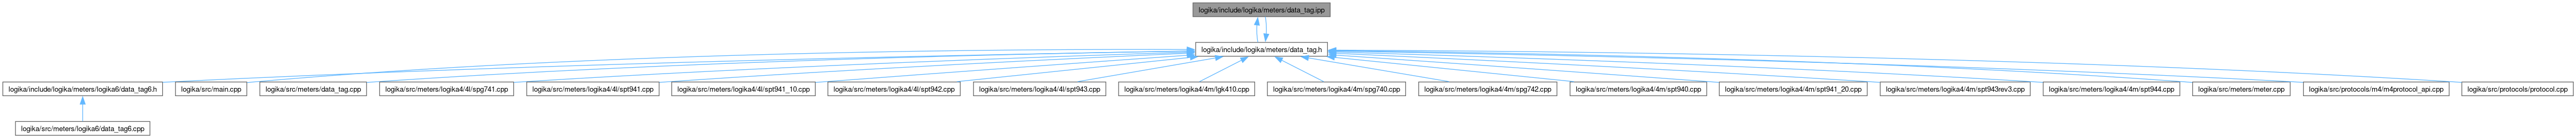 logika/include/logika/meters/data_tag.ipp
logika/include/logika/meters/data_tag.h
logika/include/logika/meters/logika6/data_tag6.h
logika/src/main.cpp
logika/src/meters/data_tag.cpp
logika/src/meters/logika4/4l/spg741.cpp
logika/src/meters/logika4/4l/spt941.cpp
logika/src/meters/logika4/4l/spt941_10.cpp
logika/src/meters/logika4/4l/spt942.cpp
logika/src/meters/logika4/4l/spt943.cpp
logika/src/meters/logika4/4m/lgk410.cpp
logika/src/meters/logika4/4m/spg740.cpp
logika/src/meters/logika4/4m/spg742.cpp
logika/src/meters/logika4/4m/spt940.cpp
logika/src/meters/logika4/4m/spt941_20.cpp
logika/src/meters/logika4/4m/spt943rev3.cpp
logika/src/meters/logika4/4m/spt944.cpp
logika/src/meters/meter.cpp
logika/src/protocols/m4/m4protocol_api.cpp
logika/src/protocols/protocol.cpp
logika/src/meters/logika6/data_tag6.cpp